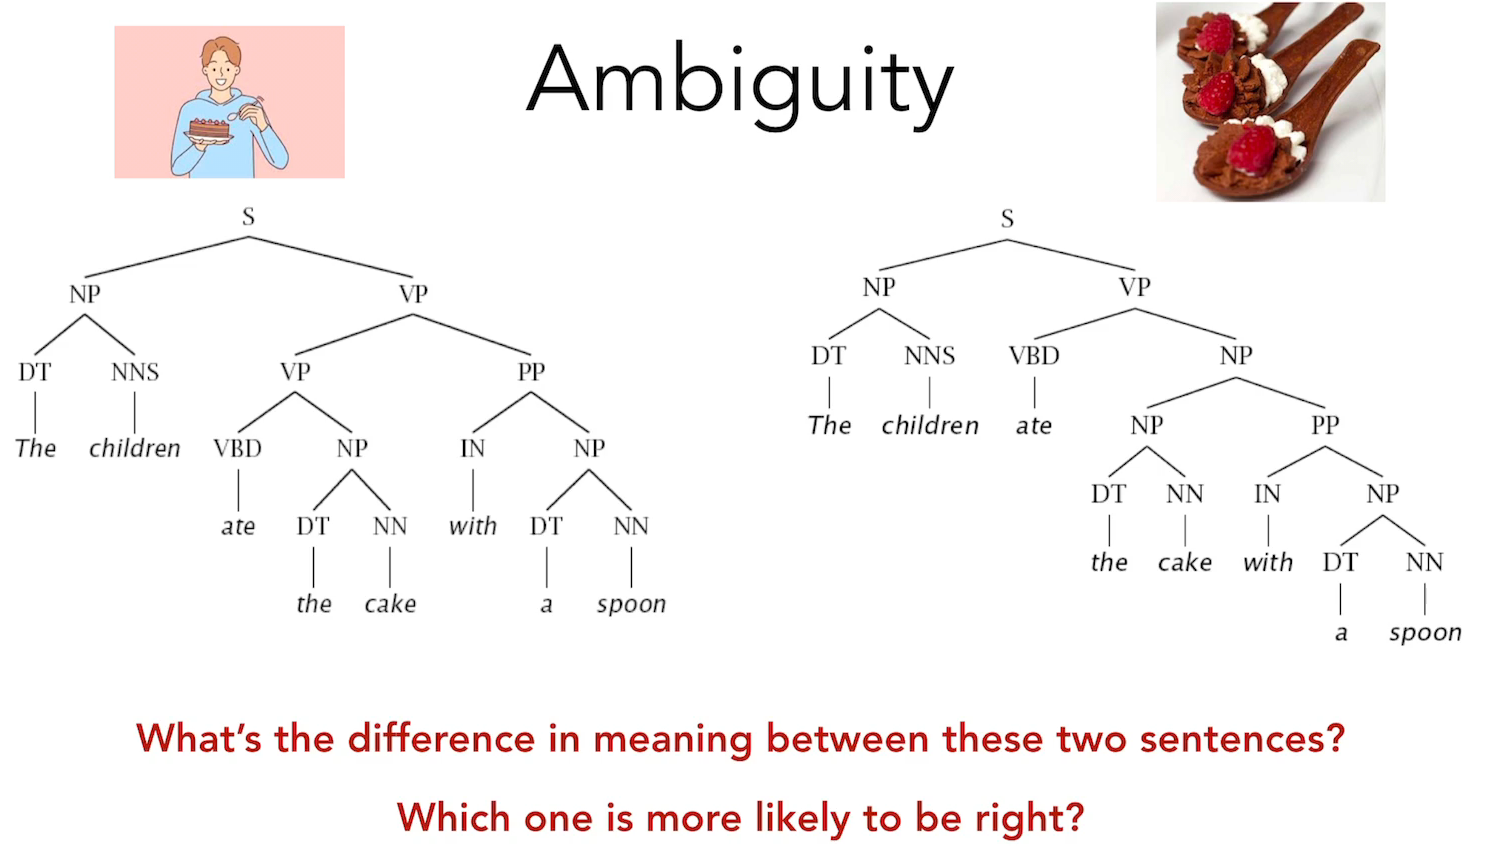 Ambiguity
S
NP VP
DT NNS VP PP
The children VBD NP IN NP
ate DT NN with DT NN
the cake a spoon
S
NP VP
DT NNS VBD NP
The children ate NP PP
DT NN IN NP
the cake with DT NN
a spoon
What’s the difference in meaning between these two sentences?
Which one is more likely to be right?